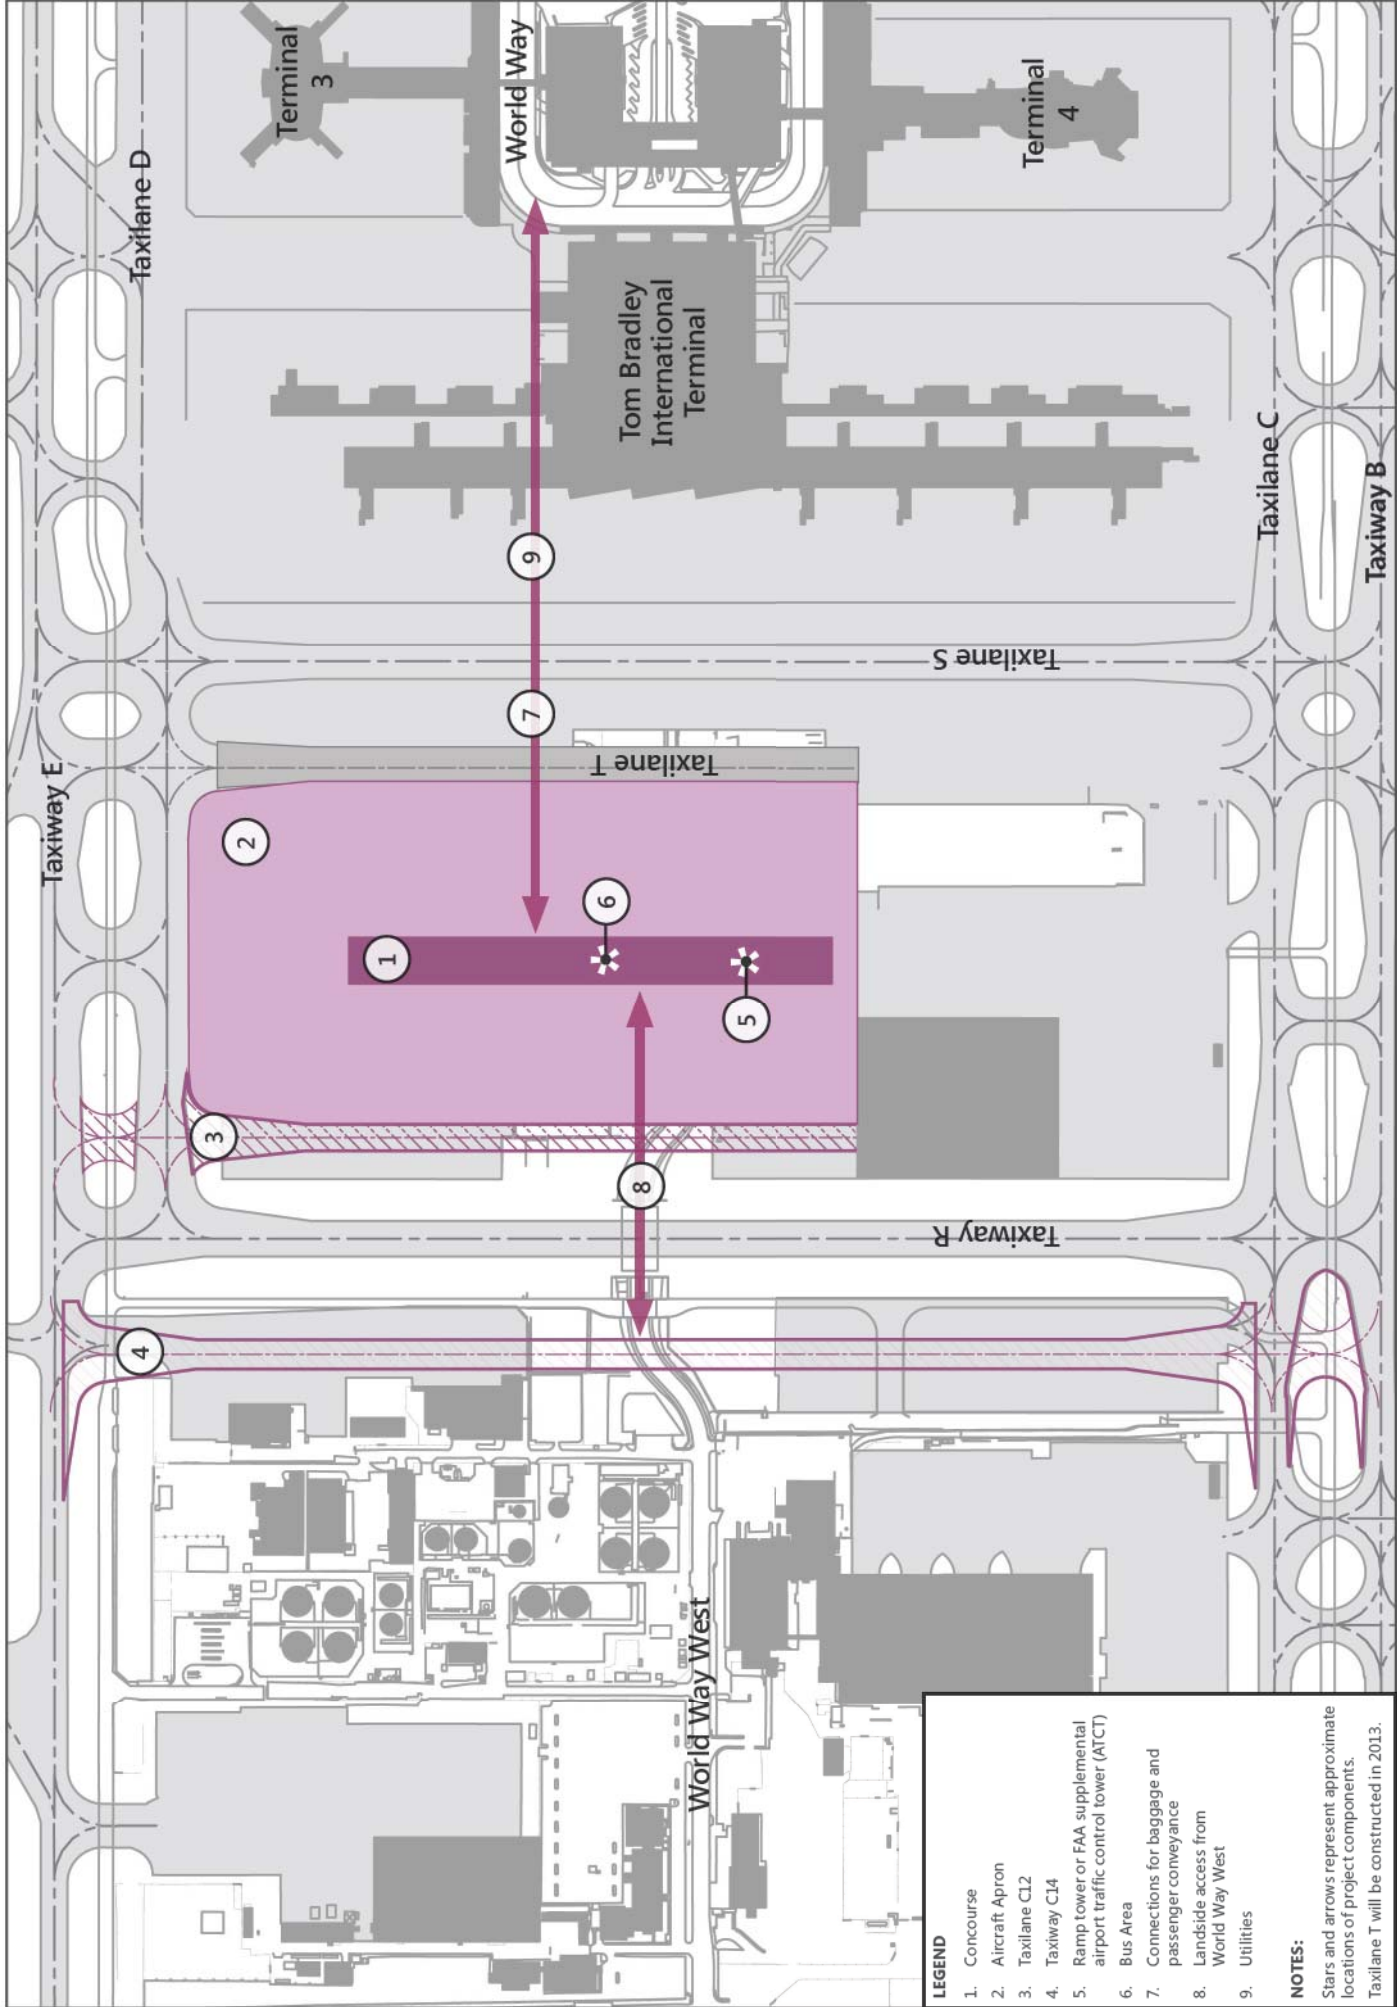 Taxiway E
Taxilane D
Terminal
3
World Way
Terminal
4
Tom Bradley
International
Terminal
Taxilane C
Taxiway B
Taxilane S
Taxilane T
Taxiway R
World Way West
1
2
3
4
5
6
7
8
9
LEGEND
1. Concourse
2. Aircraft Apron
3. Taxilane C12
4. Taxiway C14
5. Ramp tower or FAA supplemental
airport traffic control tower (ATCT)
6. Bus Area
7. Connections for baggage and
passenger conveyance
8. Landside access from
World Way West
9. Utilities
NOTES:
Stars and arrows represent approximate
locations of project components.
Taxilane T will be constructed in 2013.